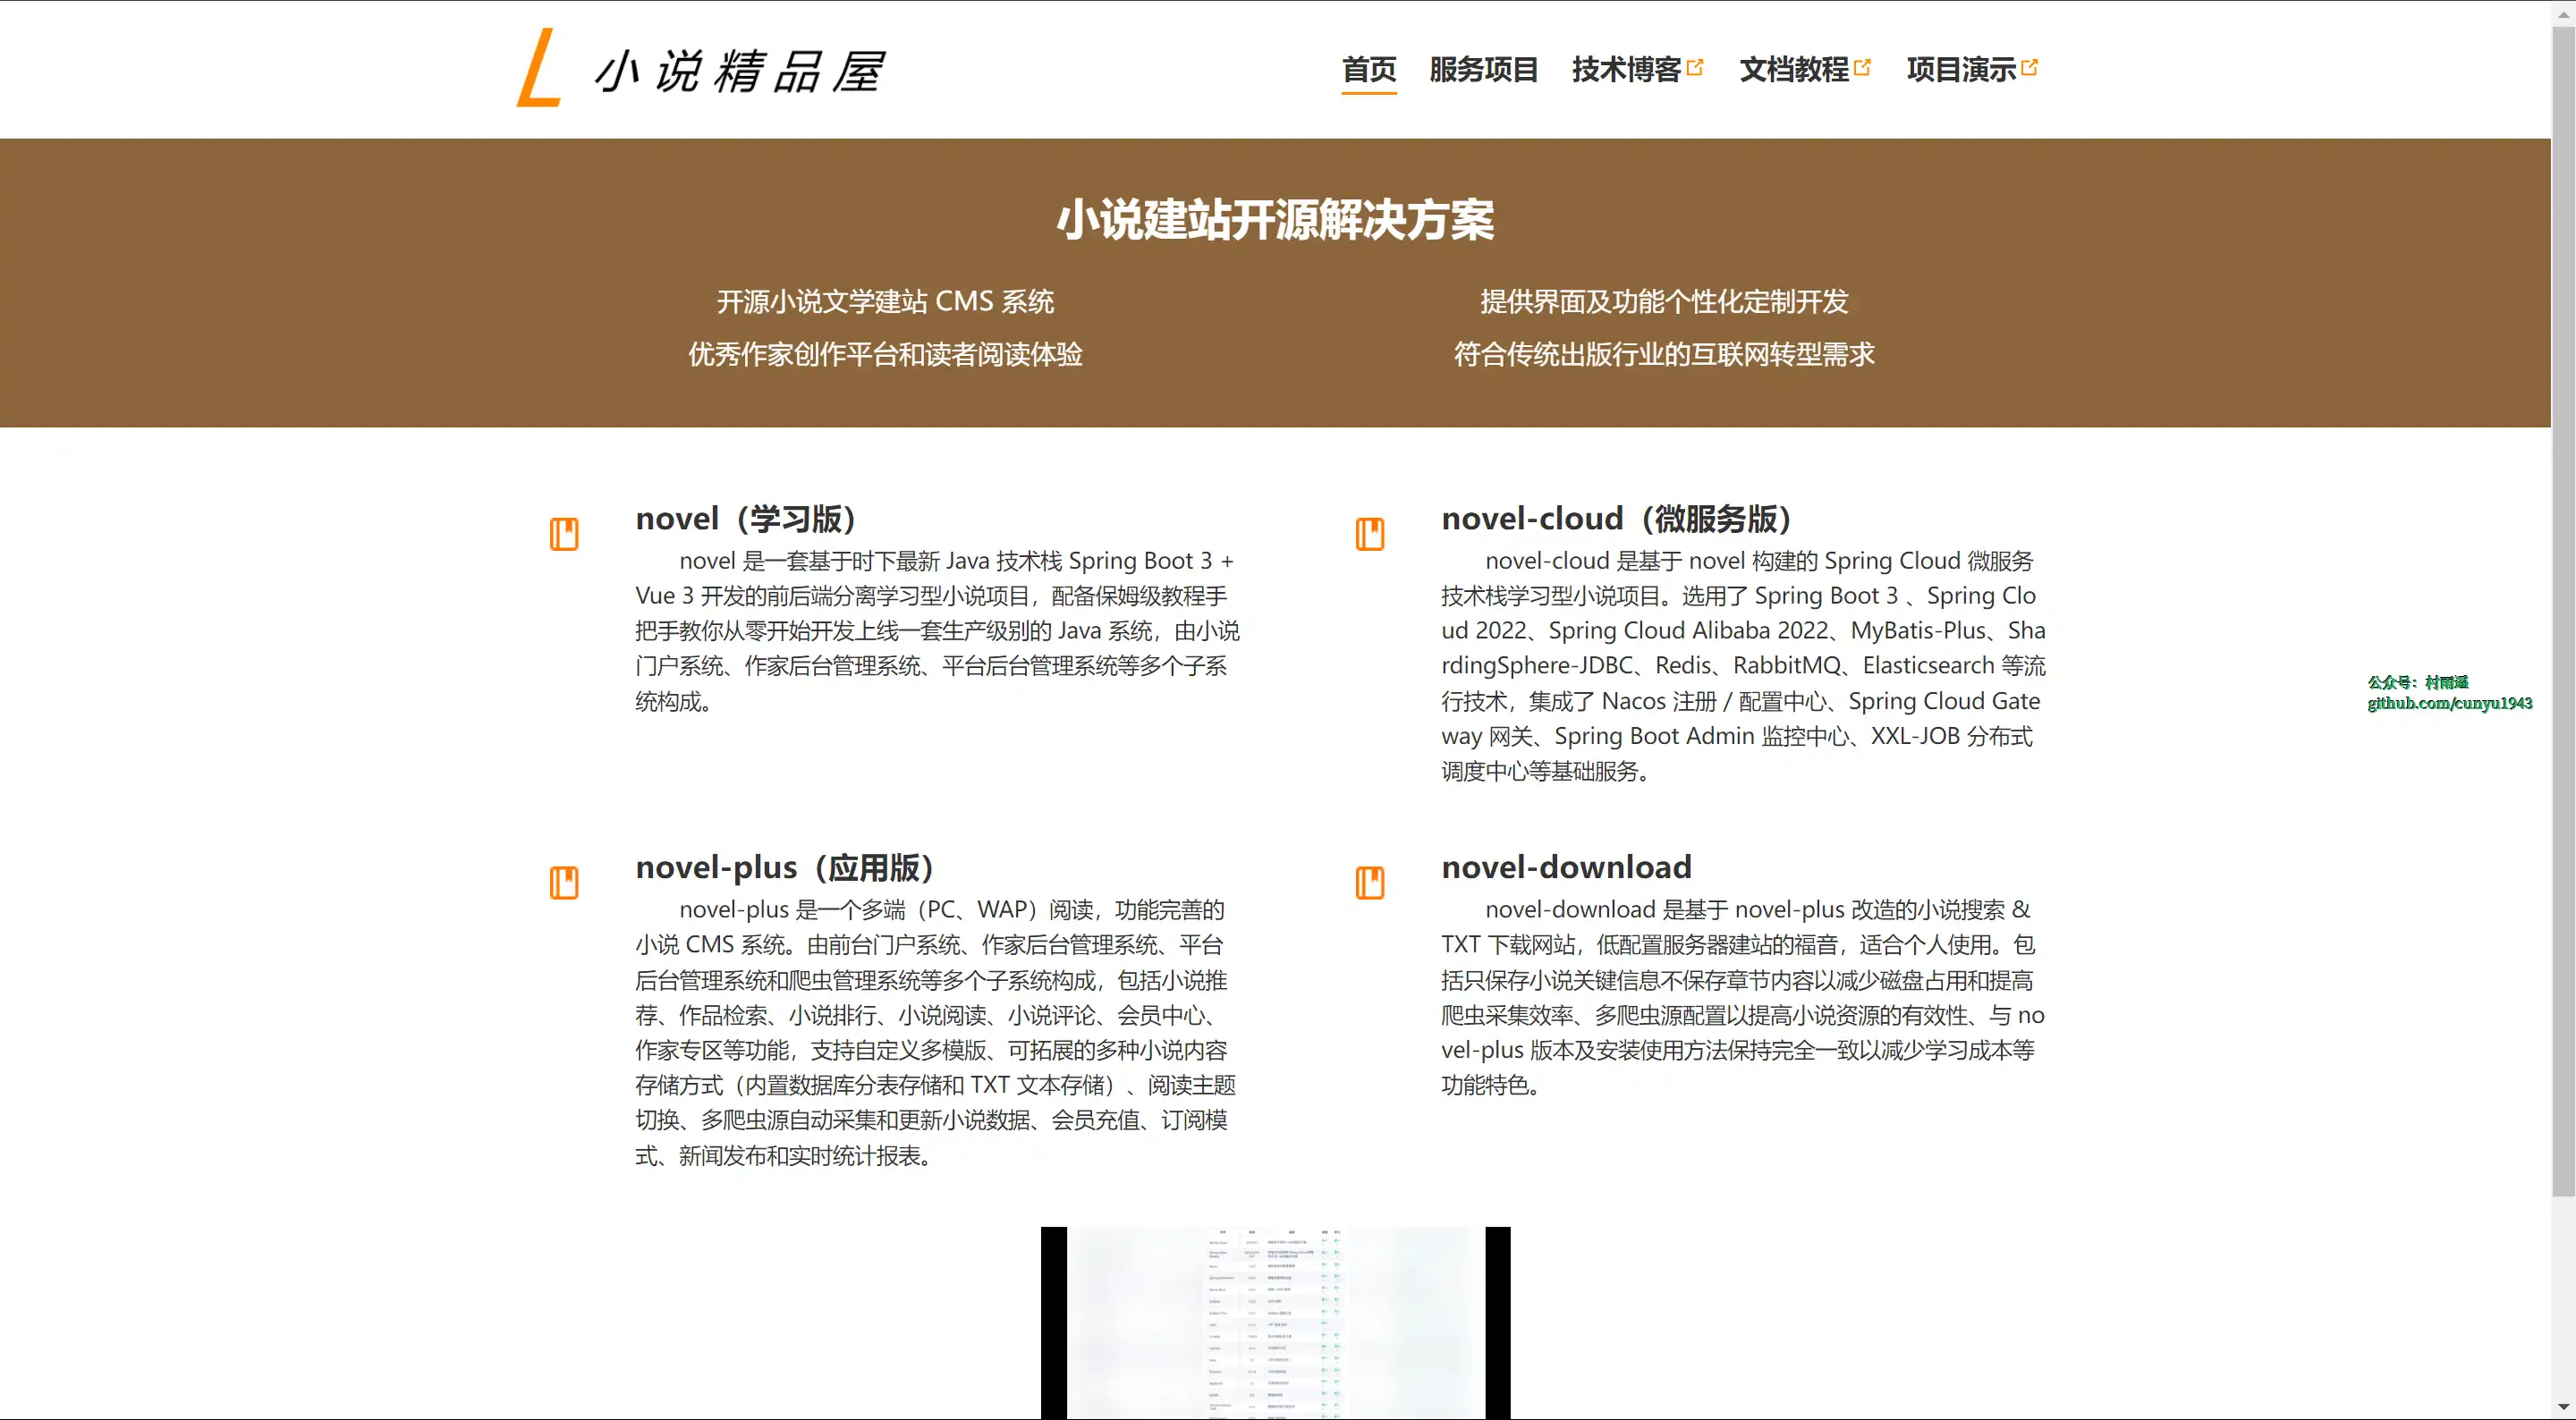 小说精品屋
首页 服务项目 技术博客 文档教程 项目演示
小说建站开源解决方案
开源小说文学建站 CMS 系统
提供界面及功能个性化定制开发
优秀作家创作平台和读者阅读体验
符合传统出版行业的互联网转型需求
novel（学习版）
novel 是一套基于时下最新 Java 技术栈 Spring Boot 3 +
Vue 3 开发的前后端分离学习型小说项目，配备保姆级教程手
把手教你从零开始开发上线一套生产级别的 Java 系统，由小说
门户系统、作家后台管理系统、平台后台管理系统等多个子系
统构成。
novel-cloud（微服务版）
novel-cloud 是基于 novel 构建的 Spring Cloud 微服务
技术栈学习型小说项目。选用了 Spring Boot 3 、Spring Clo
ud 2022、Spring Cloud Alibaba 2022、MyBatis-Plus、Sha
rdingSphere-JDBC、Redis、RabbitMQ、Elasticsearch 等流
行技术，集成了 Nacos 注册 / 配置中心、Spring Cloud Gate
way 网关、Spring Boot Admin 监控中心、XXL-JOB 分布式
调度中心等基础服务。
公众号：村雨遥
github.com/cunyu1943
novel-plus（应用版）
novel-plus 是一个多端（PC、WAP）阅读，功能完善的
小说 CMS 系统。由前台门户系统、作家后台管理系统、平台
后台管理系统和爬虫管理系统等多个子系统构成，包括小说推
荐、作品检索、小说排行、小说阅读、小说评论、会员中心、
作家专区等功能，支持自定义多模版、可拓展的多种小说内容
存储方式（内置数据库分表存储和 TXT 文本存储）、阅读主题
切换、多爬虫源自动采集和更新小说数据、会员充值、订阅模
式、新闻发布和实时统计报表。
novel-download
novel-download 是基于 novel-plus 改造的小说搜索 &
TXT 下载网站，低配置服务器建站的福音，适合个人使用。包
括只保存小说关键信息不保存章节内容以减少磁盘占用和提高
爬虫采集效率、多爬虫源配置以提高小说资源的有效性、与 no
vel-plus 版本及安装使用方法保持完全一致以减少学习成本等
功能特色。